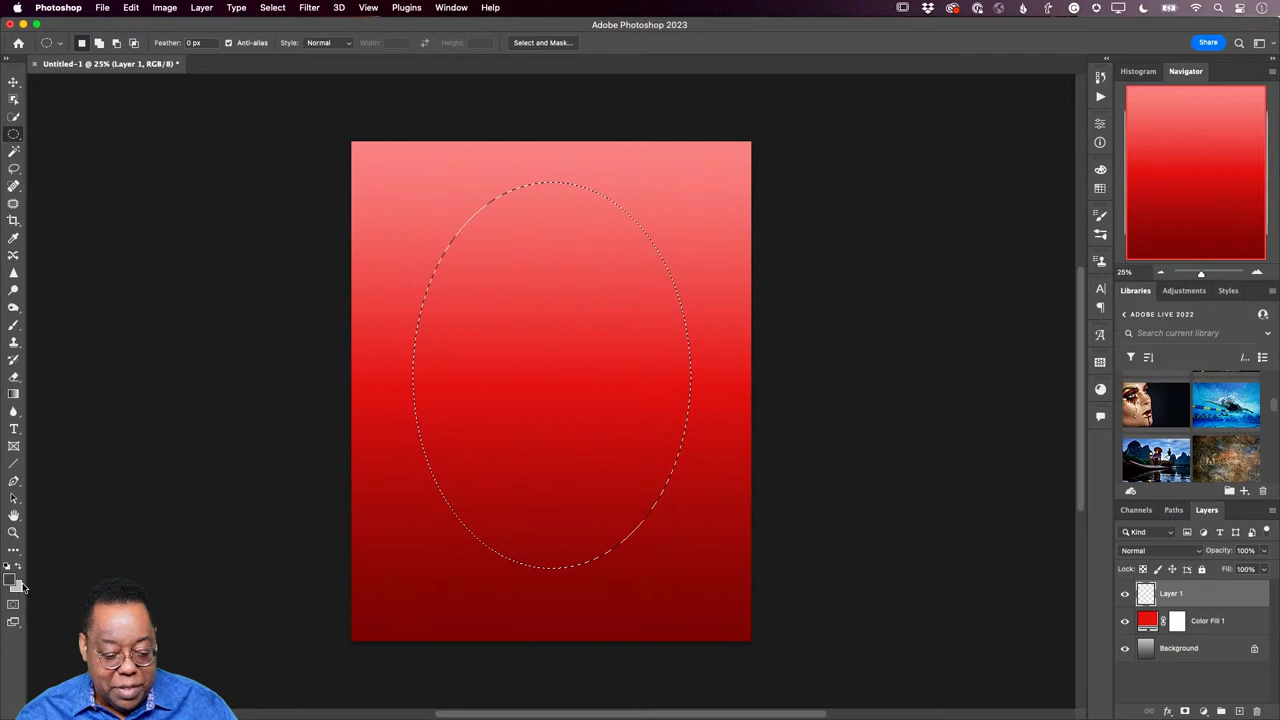 Photoshop File Edit Image Layer Type Select Filter 3D View Plugins Window Help
Adobe Photoshop 2023
Feather: 0 px Anti-alias Style: Normal Width: Height: Select and Mask... Share
Untitled-1 @ 25% (Layer 1, RGB/8) *
Histogram Navigator
25%
Libraries Adjustments Styles
ADOBE LIVE 2022
Search current library
Channels Paths Layers
Kind
Normal Opacity: 100%
Lock: Fill: 100%
Layer 1
Color Fill 1
Background